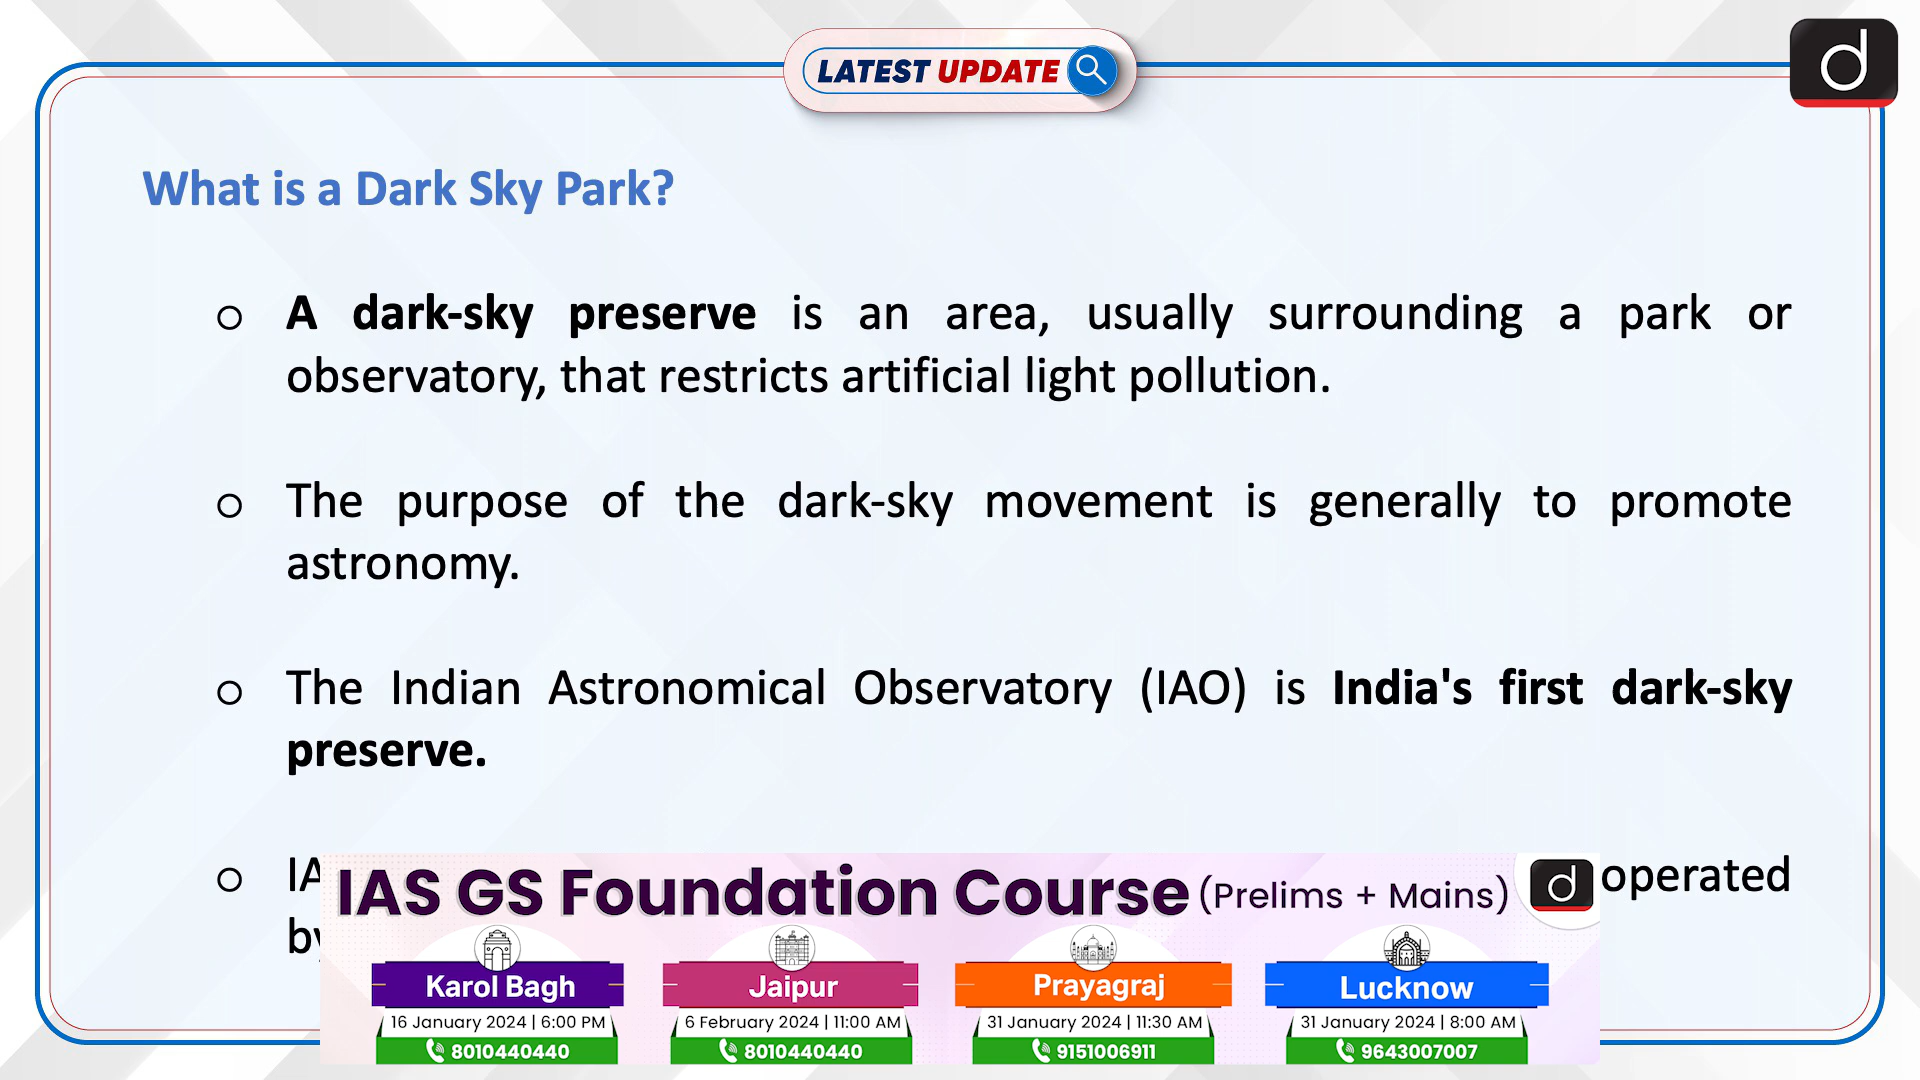 LATEST UPDATE
d
What is a Dark Sky Park?
o A dark-sky preserve is an area, usually surrounding a park or
observatory, that restricts artificial light pollution.
o The purpose of the dark-sky movement is generally to promote
astronomy.
o The Indian Astronomical Observatory (IAO) is India's first dark-sky
preserve.
o operated
by
IAS GS Foundation Course (Prelims + Mains)
d
Karol Bagh
16 January 2024 | 6:00 PM
8010440440
Jaipur
6 February 2024 | 11:00 AM
8010440440
Prayagraj
31 January 2024 | 11:30 AM
9151006911
Lucknow
31 January 2024 | 8:00 AM
9643007007